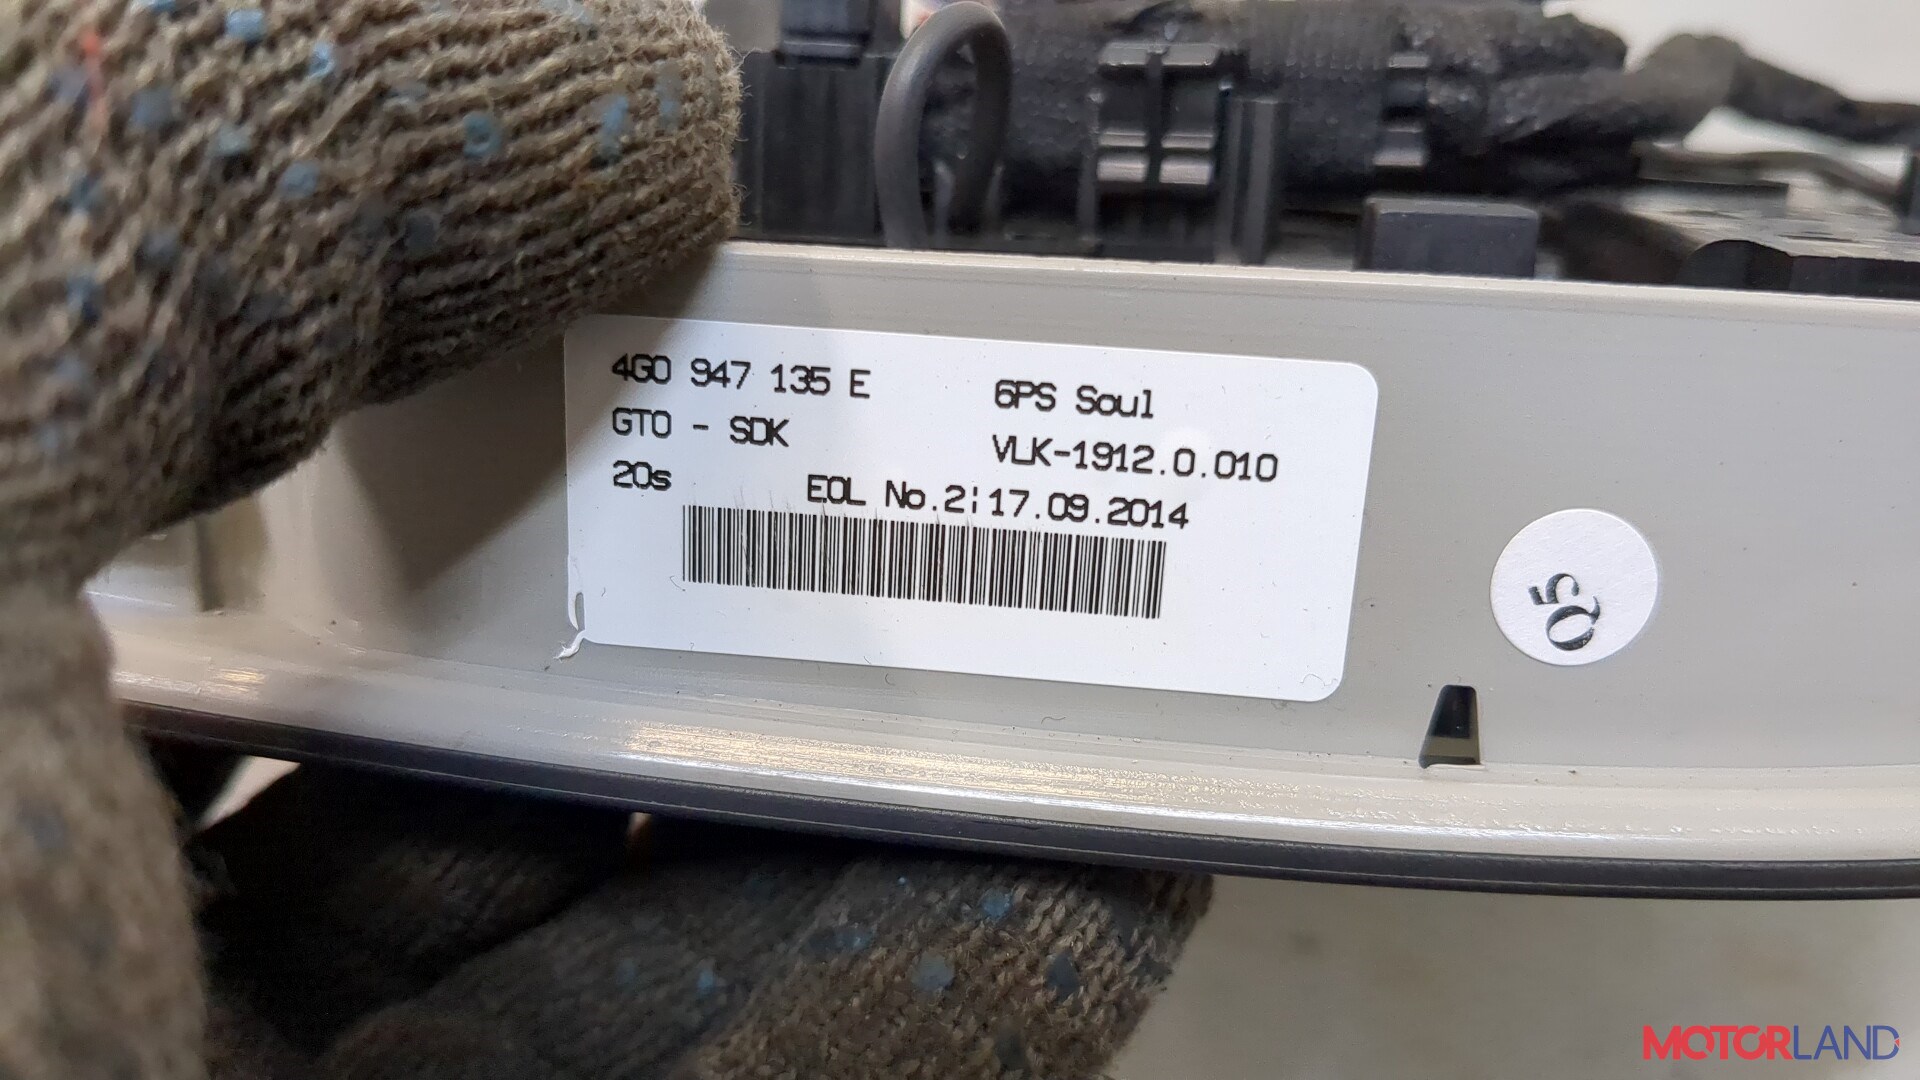 4G0 947 135 E
6PS Soul
GTO - SDK
VLK-1912.0.010
20s
EOL No.2¦17.09.2014
Q5
MOTORLAND